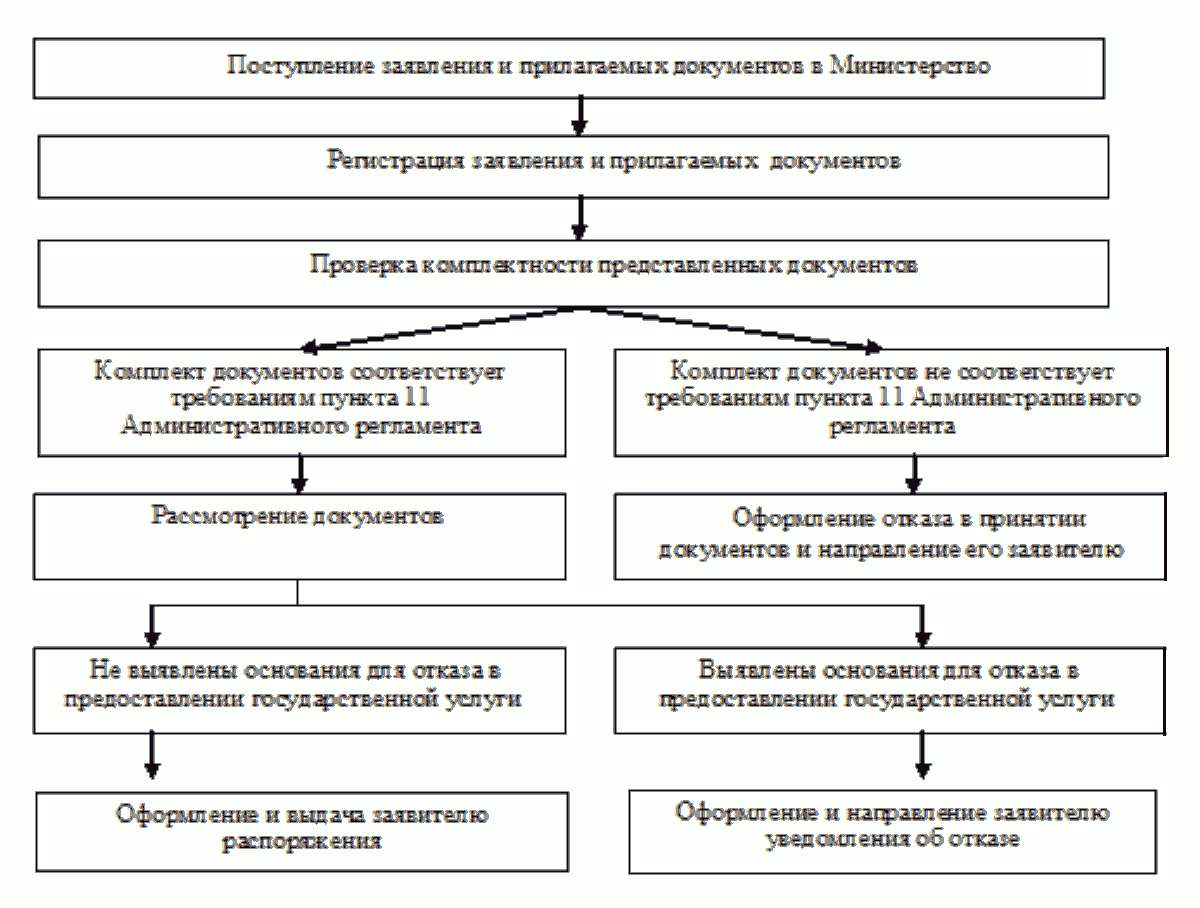 Поступление заявления и прилагаемых документов в Министерство
Регистрация заявления и прилагаемых документов
Проверка комплектности представленных документов
Комплект документов соответствует
требованиям пункта 11
Административного регламента
Комплект документов не соответствует
требованиям пункта 11 Административного
регламента
Рассмотрение документов
Оформление отказа в принятии
документов и направление его заявителю
Не выявлены основания для отказа в
предоставлении государственной услуги
Выявлены основания для отказа в
предоставлении государственной услуги
Оформление и выдача заявителю
распоряжения
Оформление и направление заявителю
уведомления об отказе